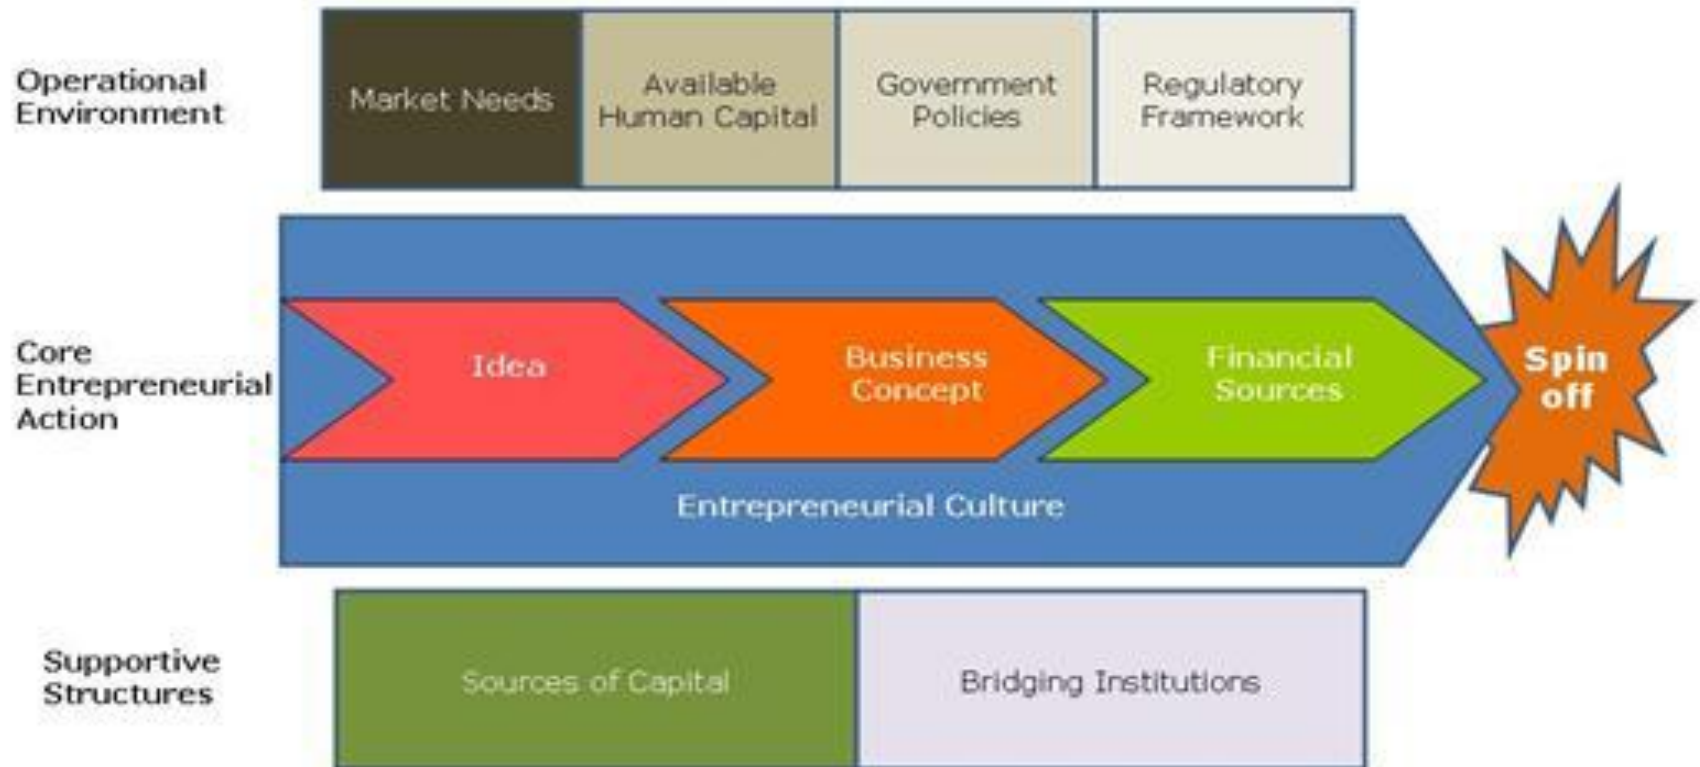 Operational
Environment
Market Needs
Available
Human Capital
Government
Policies
Regulatory
Framework
Core
Entrepreneurial
Action
Idea
Business
Concept
Financial
Sources
Spin
off
Entrepreneurial Culture
Supportive
Structures
Sources of Capital
Bridging Institutions